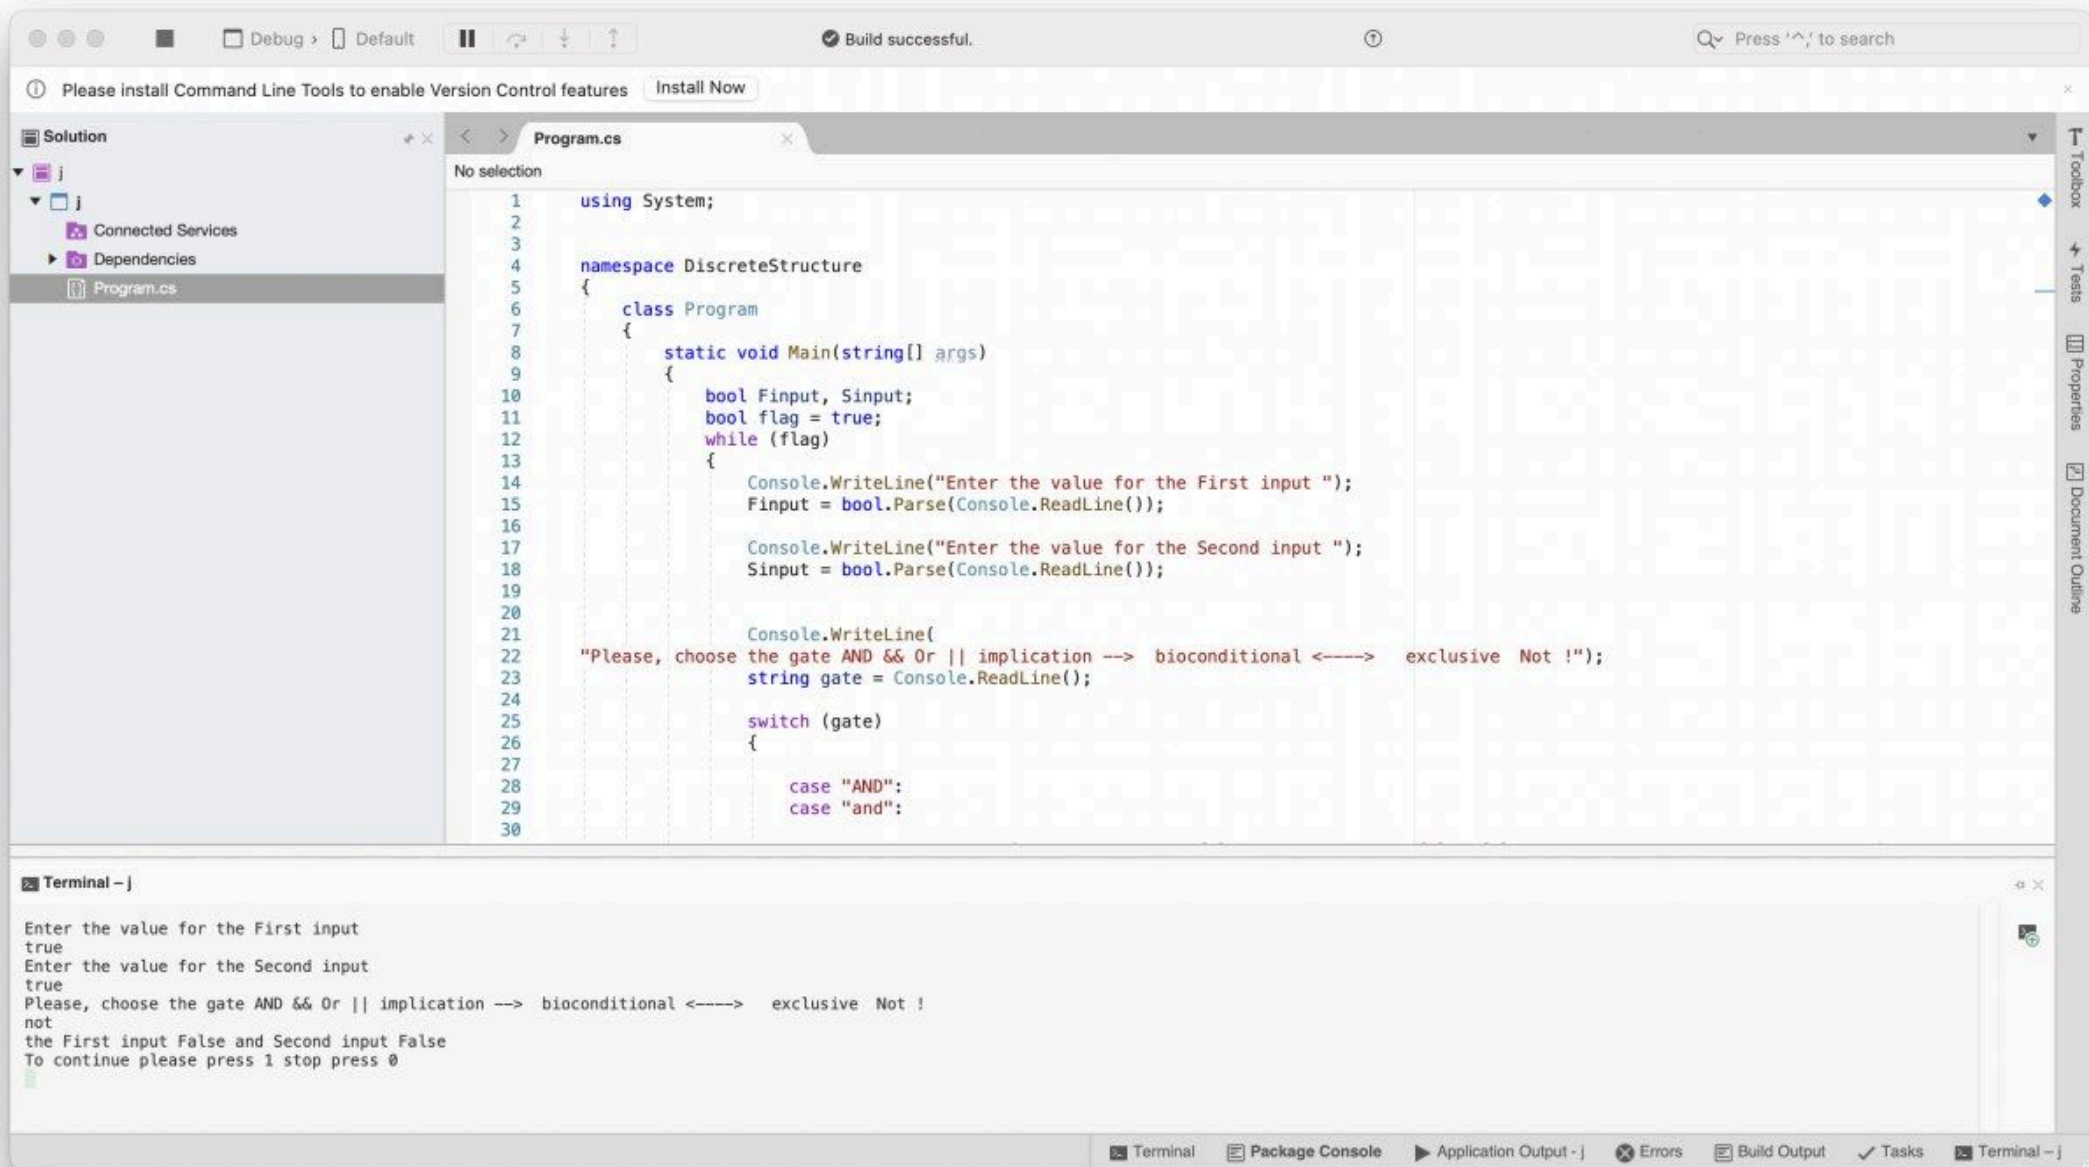 Debug › Default
Build successful.
Press '^,' to search
Please install Command Line Tools to enable Version Control features Install Now
Solution
Program.cs
No selection
j
j
Connected Services
Dependencies
Program.cs
1 using System;
2
3
4 namespace DiscreteStructure
5 {
6 class Program
7 {
8 static void Main(string[] args)
9 {
10 bool Finput, Sinput;
11 bool flag = true;
12 while (flag)
13 {
14 Console.WriteLine("Enter the value for the First input ");
15 Finput = bool.Parse(Console.ReadLine());
16
17 Console.WriteLine("Enter the value for the Second input ");
18 Sinput = bool.Parse(Console.ReadLine());
19
20
21 Console.WriteLine(
22 "Please, choose the gate AND && Or || implication --> bioconditional <----> exclusive Not !");
23 string gate = Console.ReadLine();
24
25 switch (gate)
26 {
27
28 case "AND":
29 case "and":
30
Toolbox
Tests
Properties
Document Outline
Terminal – j
Enter the value for the First input
true
Enter the value for the Second input
true
Please, choose the gate AND && Or || implication --> bioconditional <----> exclusive Not !
not
the First input False and Second input False
To continue please press 1 stop press 0
Terminal Package Console Application Output - j Errors Build Output Tasks Terminal – j